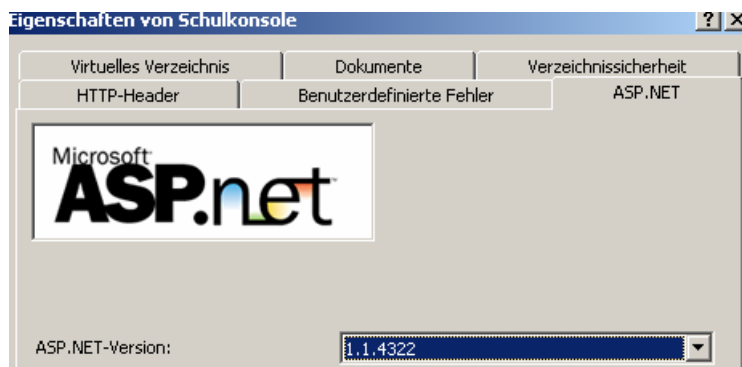 Eigenschaften von Schulkonsole
Virtuelles Verzeichnis Dokumente Verzeichnissicherheit
HTTP-Header Benutzerdefinierte Fehler ASP.NET
Microsoft
ASP.net
ASP.NET-Version: 1.1.4322